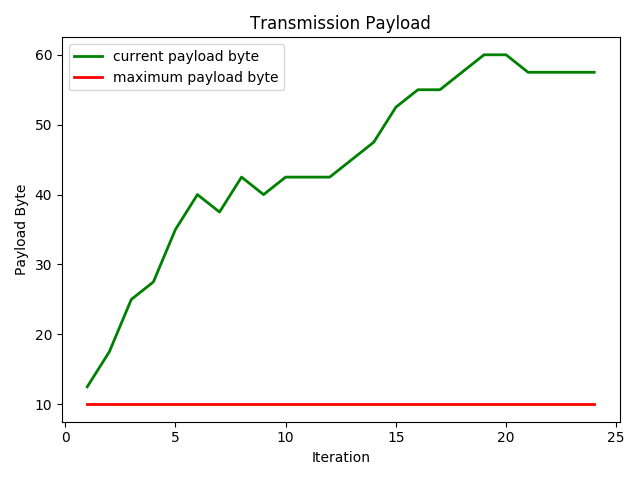 Transmission Payload
current payload byte
maximum payload byte
60
50
40
30
20
10
Payload Byte
0 5 10 15 20 25
Iteration